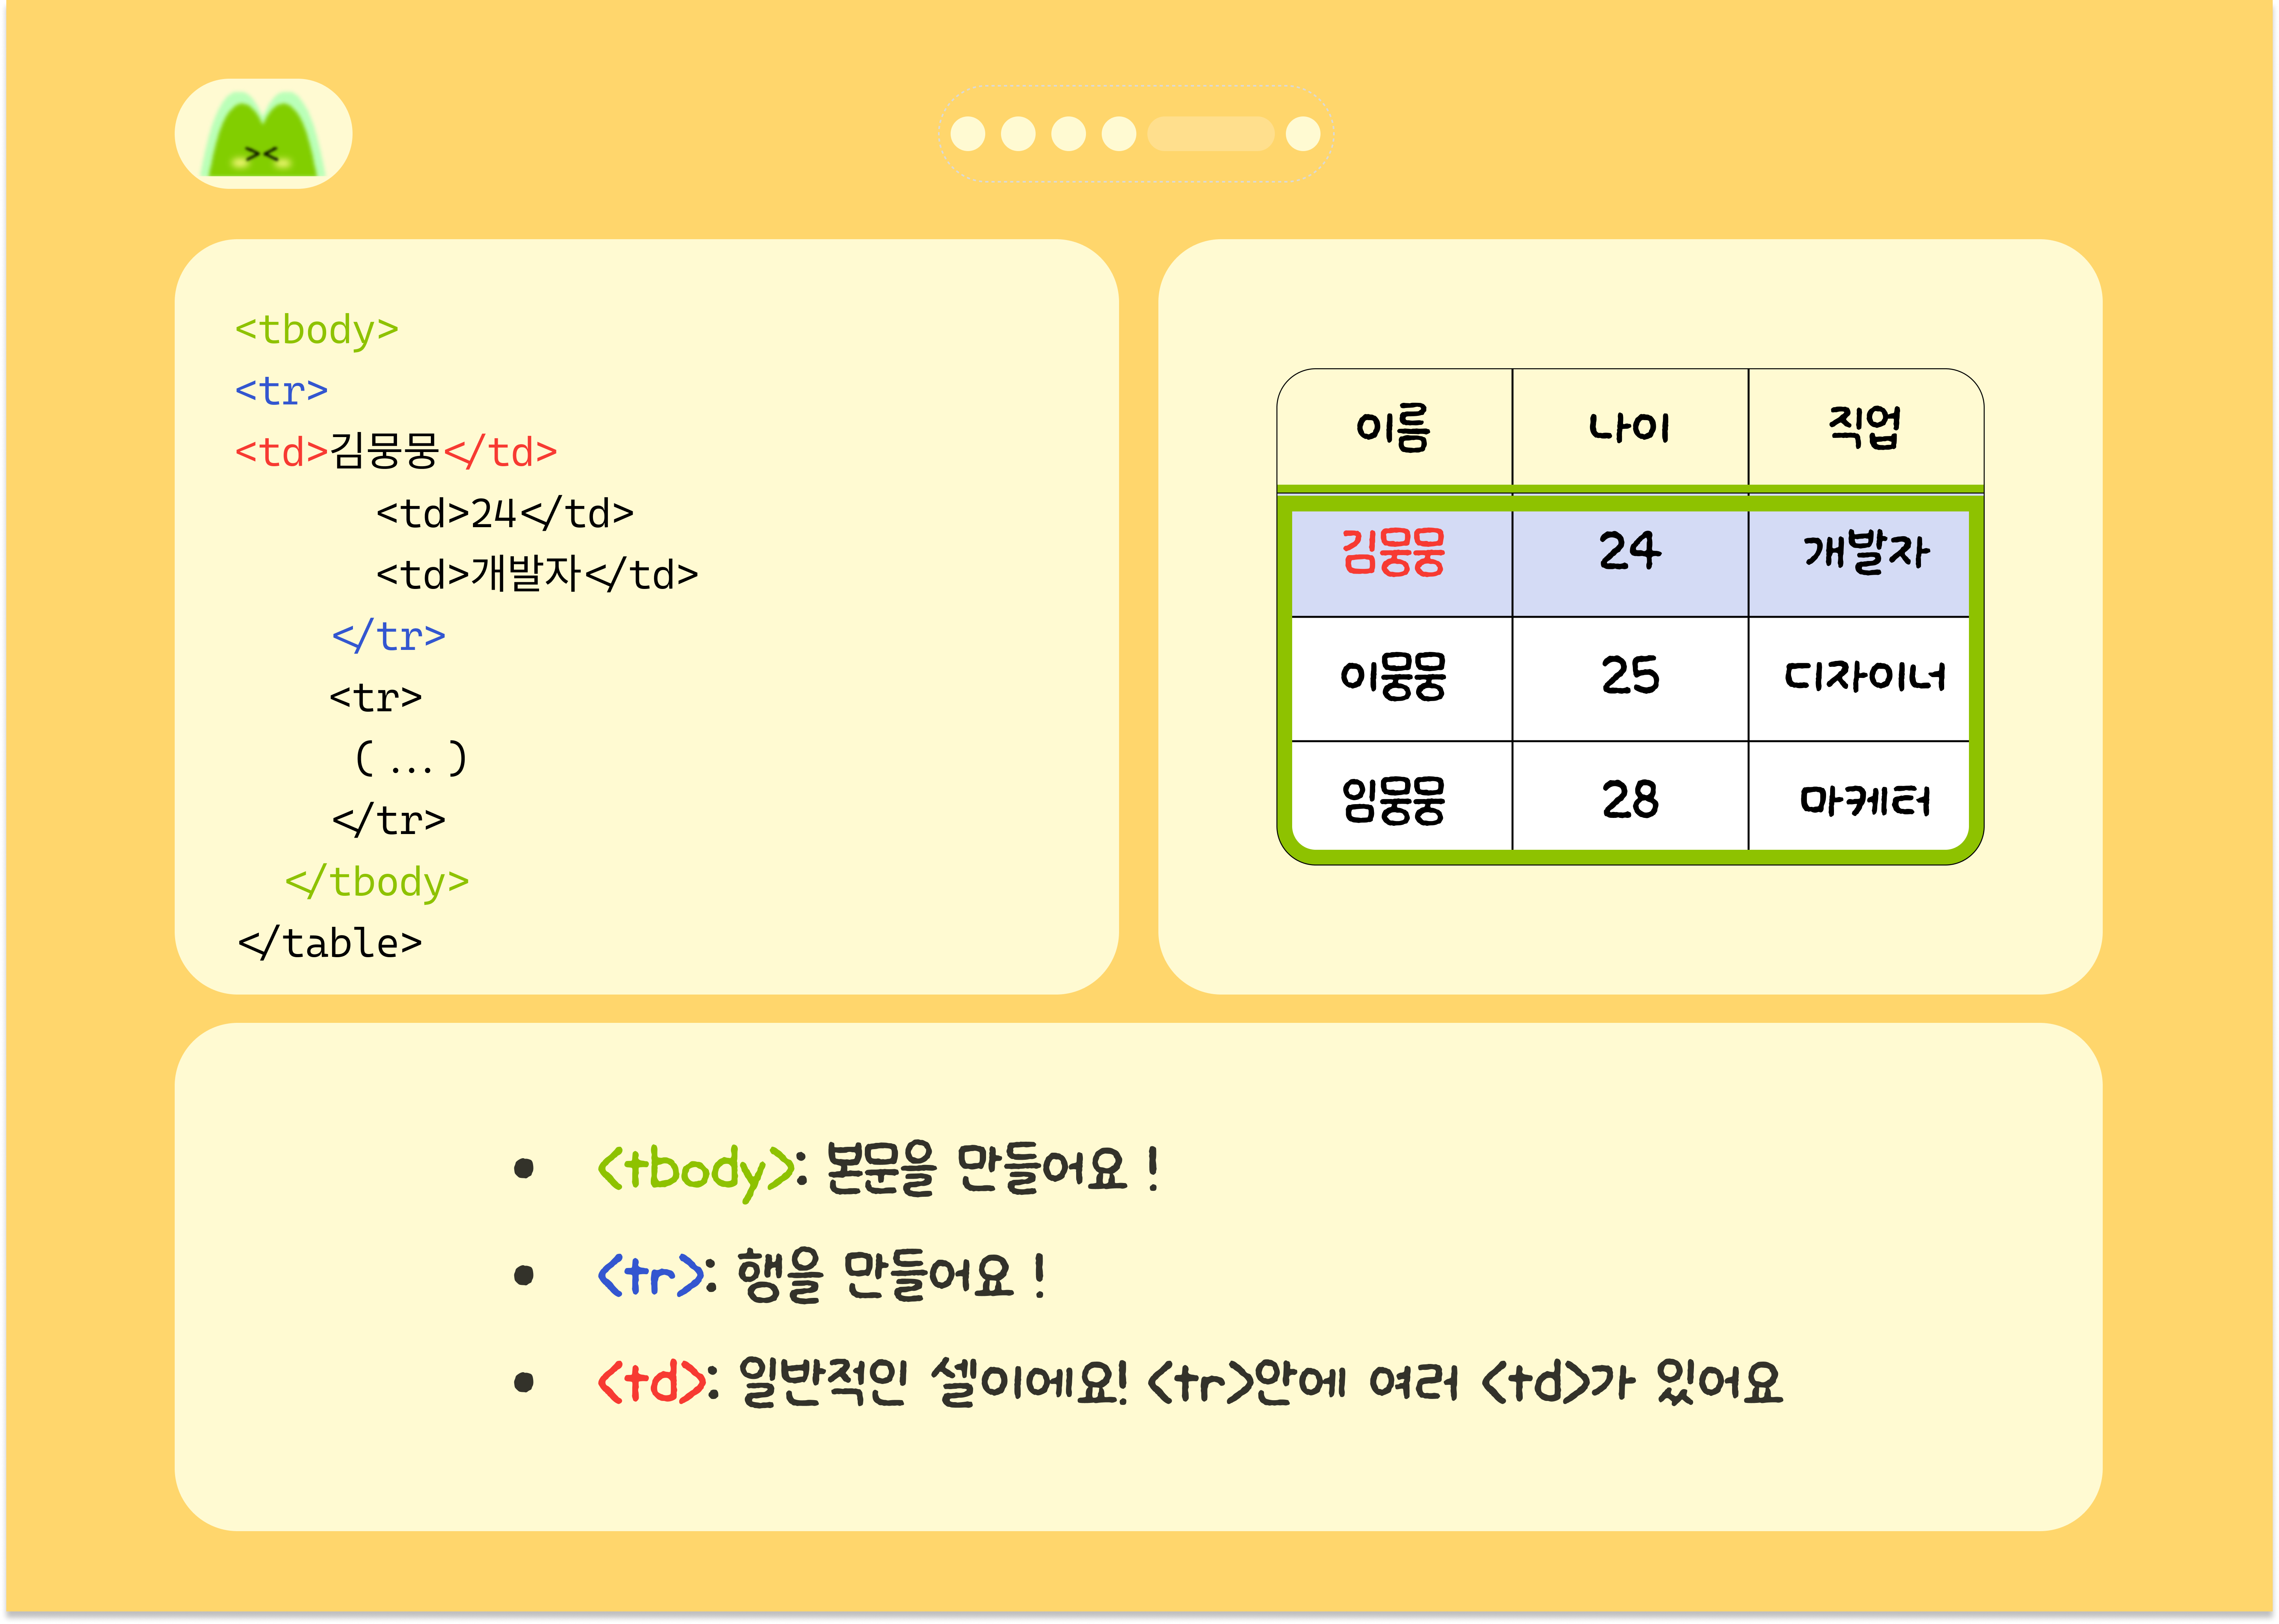 <tbody>
<tr>
<td>김뭉뭉</td>
<td>24</td>
<td>개발자</td>
</tr>
<tr>
( ... )
</tr>
</tbody>
</table>
이름 나이 직업
김뭉뭉 24 개발자
이뭉뭉 25 디자이너
임뭉뭉 28 마케터
• <tbody>: 본문을 만들어요 !
• <tr>: 행을 만들어요 !
• <td>: 일반적인 셀이에요! <tr>안에 여러 <td>가 있어요